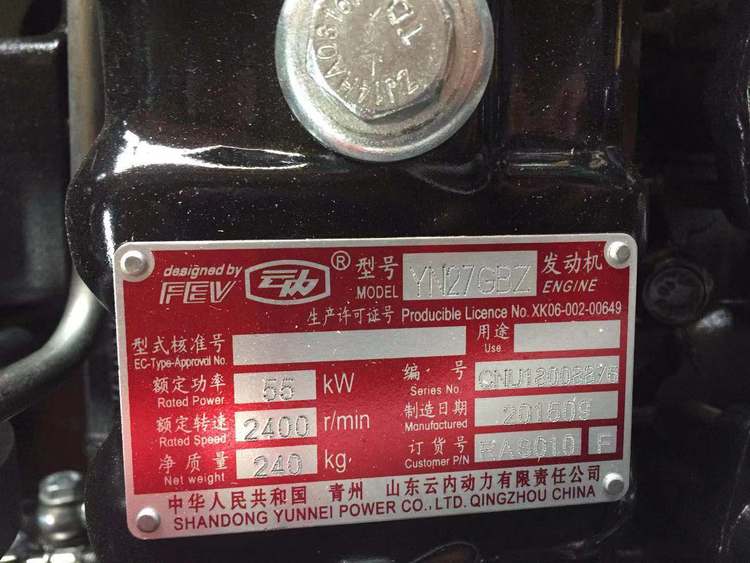 designed by
FEV
云内
®
型号
MODEL
YN27GBZ
发动机
ENGINE
生产许可证号 Producible Licence No. XK06-002-00649
型式核准号
EC-Type-Approval No.
用途
Use
额定功率
Rated Power
55 kW
编号
Series No.
额定转速
Rated Speed
2400 r/min
制造日期
Manufactured
201509
净质量
Net weight
240 kg
订货号
Customer P/N
KAS010 F
中华人民共和国 青州 山东云内动力有限责任公司
SHANDONG YUNNEI POWER CO., LTD. QINGZHOU CHINA